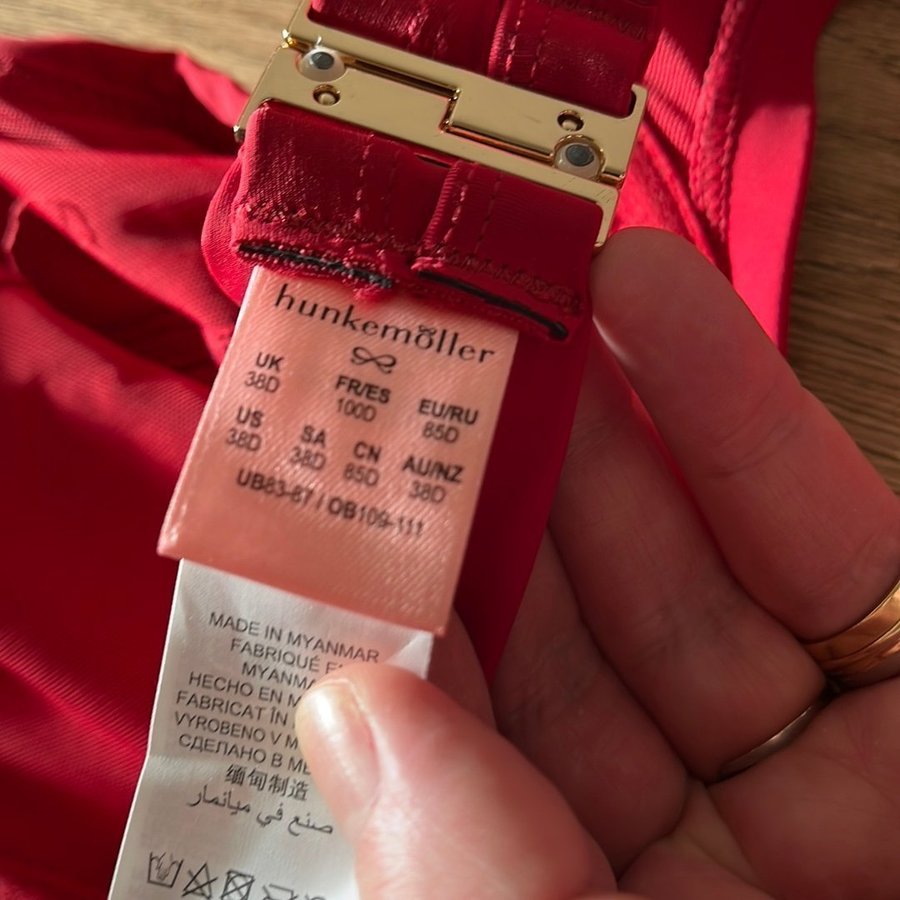 hunkemöller
UK FR/ES EU/RU
38D 100D 85D
US SA CN AU/NZ
38D 38D 85D 38D
UB83-87 / OB109-111
MADE IN MYANMAR
FABRIQUÉ
MYANMA
HECHO EN
FABRICAT ÎN
VYROBENO V
СДЕЛАНО В
缅甸制造
صنع في ميانمار